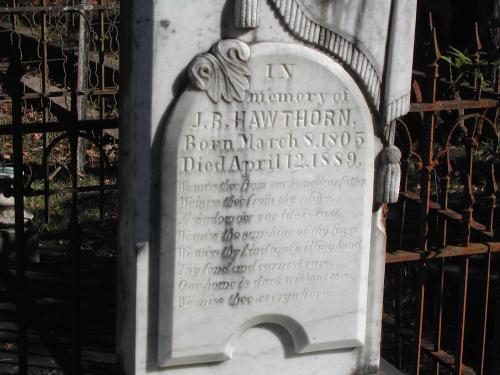 IN
memory of
J. R. HAWTHORN.
Born March 8. 1805
Died April 12. 1889.
We miss thee from our home dear father
We miss thee from thy place.
A shadow o'er our life is cast.
We miss the sunshine of thy face
We miss thy kind and willing hand.
Thy fond and earnest care.
Our home is dark without thee.
We miss thee everywhere.